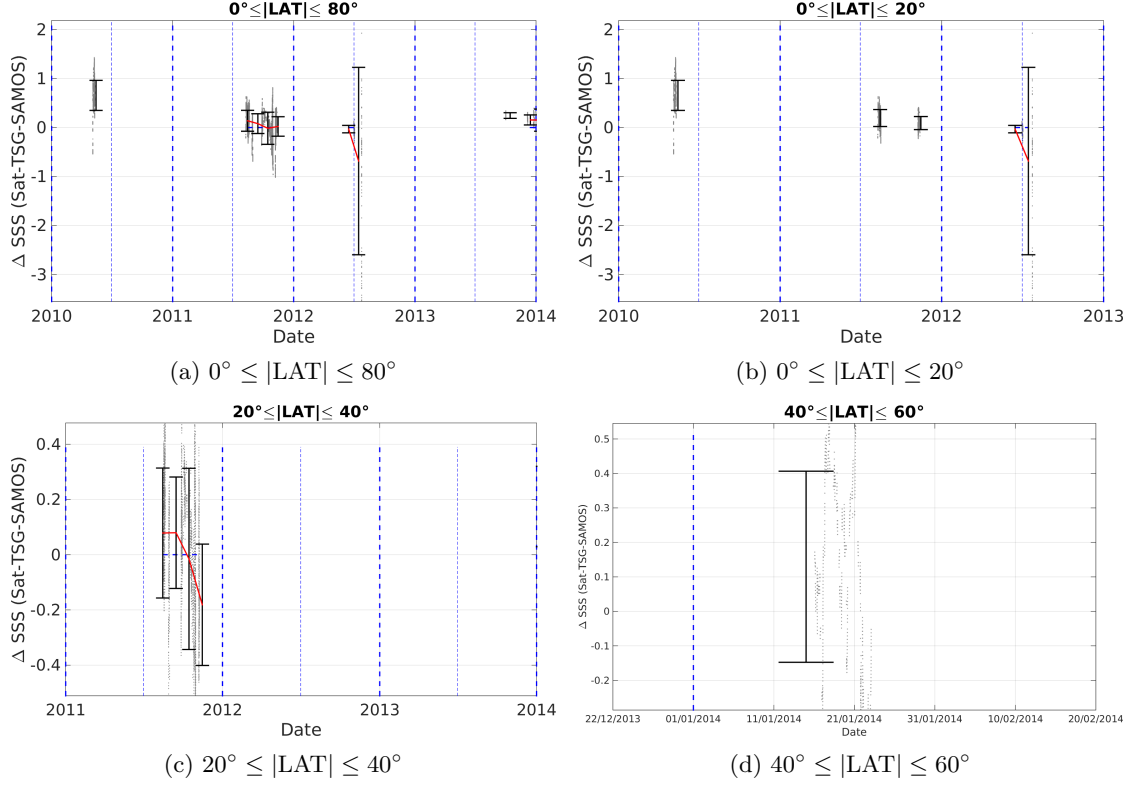 0°≤|LAT|≤ 80°
2
1
0
-1
-2
-3
Δ SSS (Sat-TSG-SAMOS)
2010 2011 2012 2013 2014
Date
(a) 0° ≤ |LAT| ≤ 80°
0°≤|LAT|≤ 20°
2
1
0
-1
-2
-3
Δ SSS (Sat-TSG-SAMOS)
2010 2011 2012 2013
Date
(b) 0° ≤ |LAT| ≤ 20°
20°≤|LAT|≤ 40°
0.4
0.2
0
-0.2
-0.4
Δ SSS (Sat-TSG-SAMOS)
2011 2012 2013 2014
Date
(c) 20° ≤ |LAT| ≤ 40°
40°≤|LAT|≤ 60°
0.5
0.4
0.3
0.2
0.1
0
-0.1
-0.2
Δ SSS (Sat-TSG-SAMOS)
22/12/2013 01/01/2014 11/01/2014 21/01/2014 31/01/2014 10/02/2014 20/02/2014
Date
(d) 40° ≤ |LAT| ≤ 60°